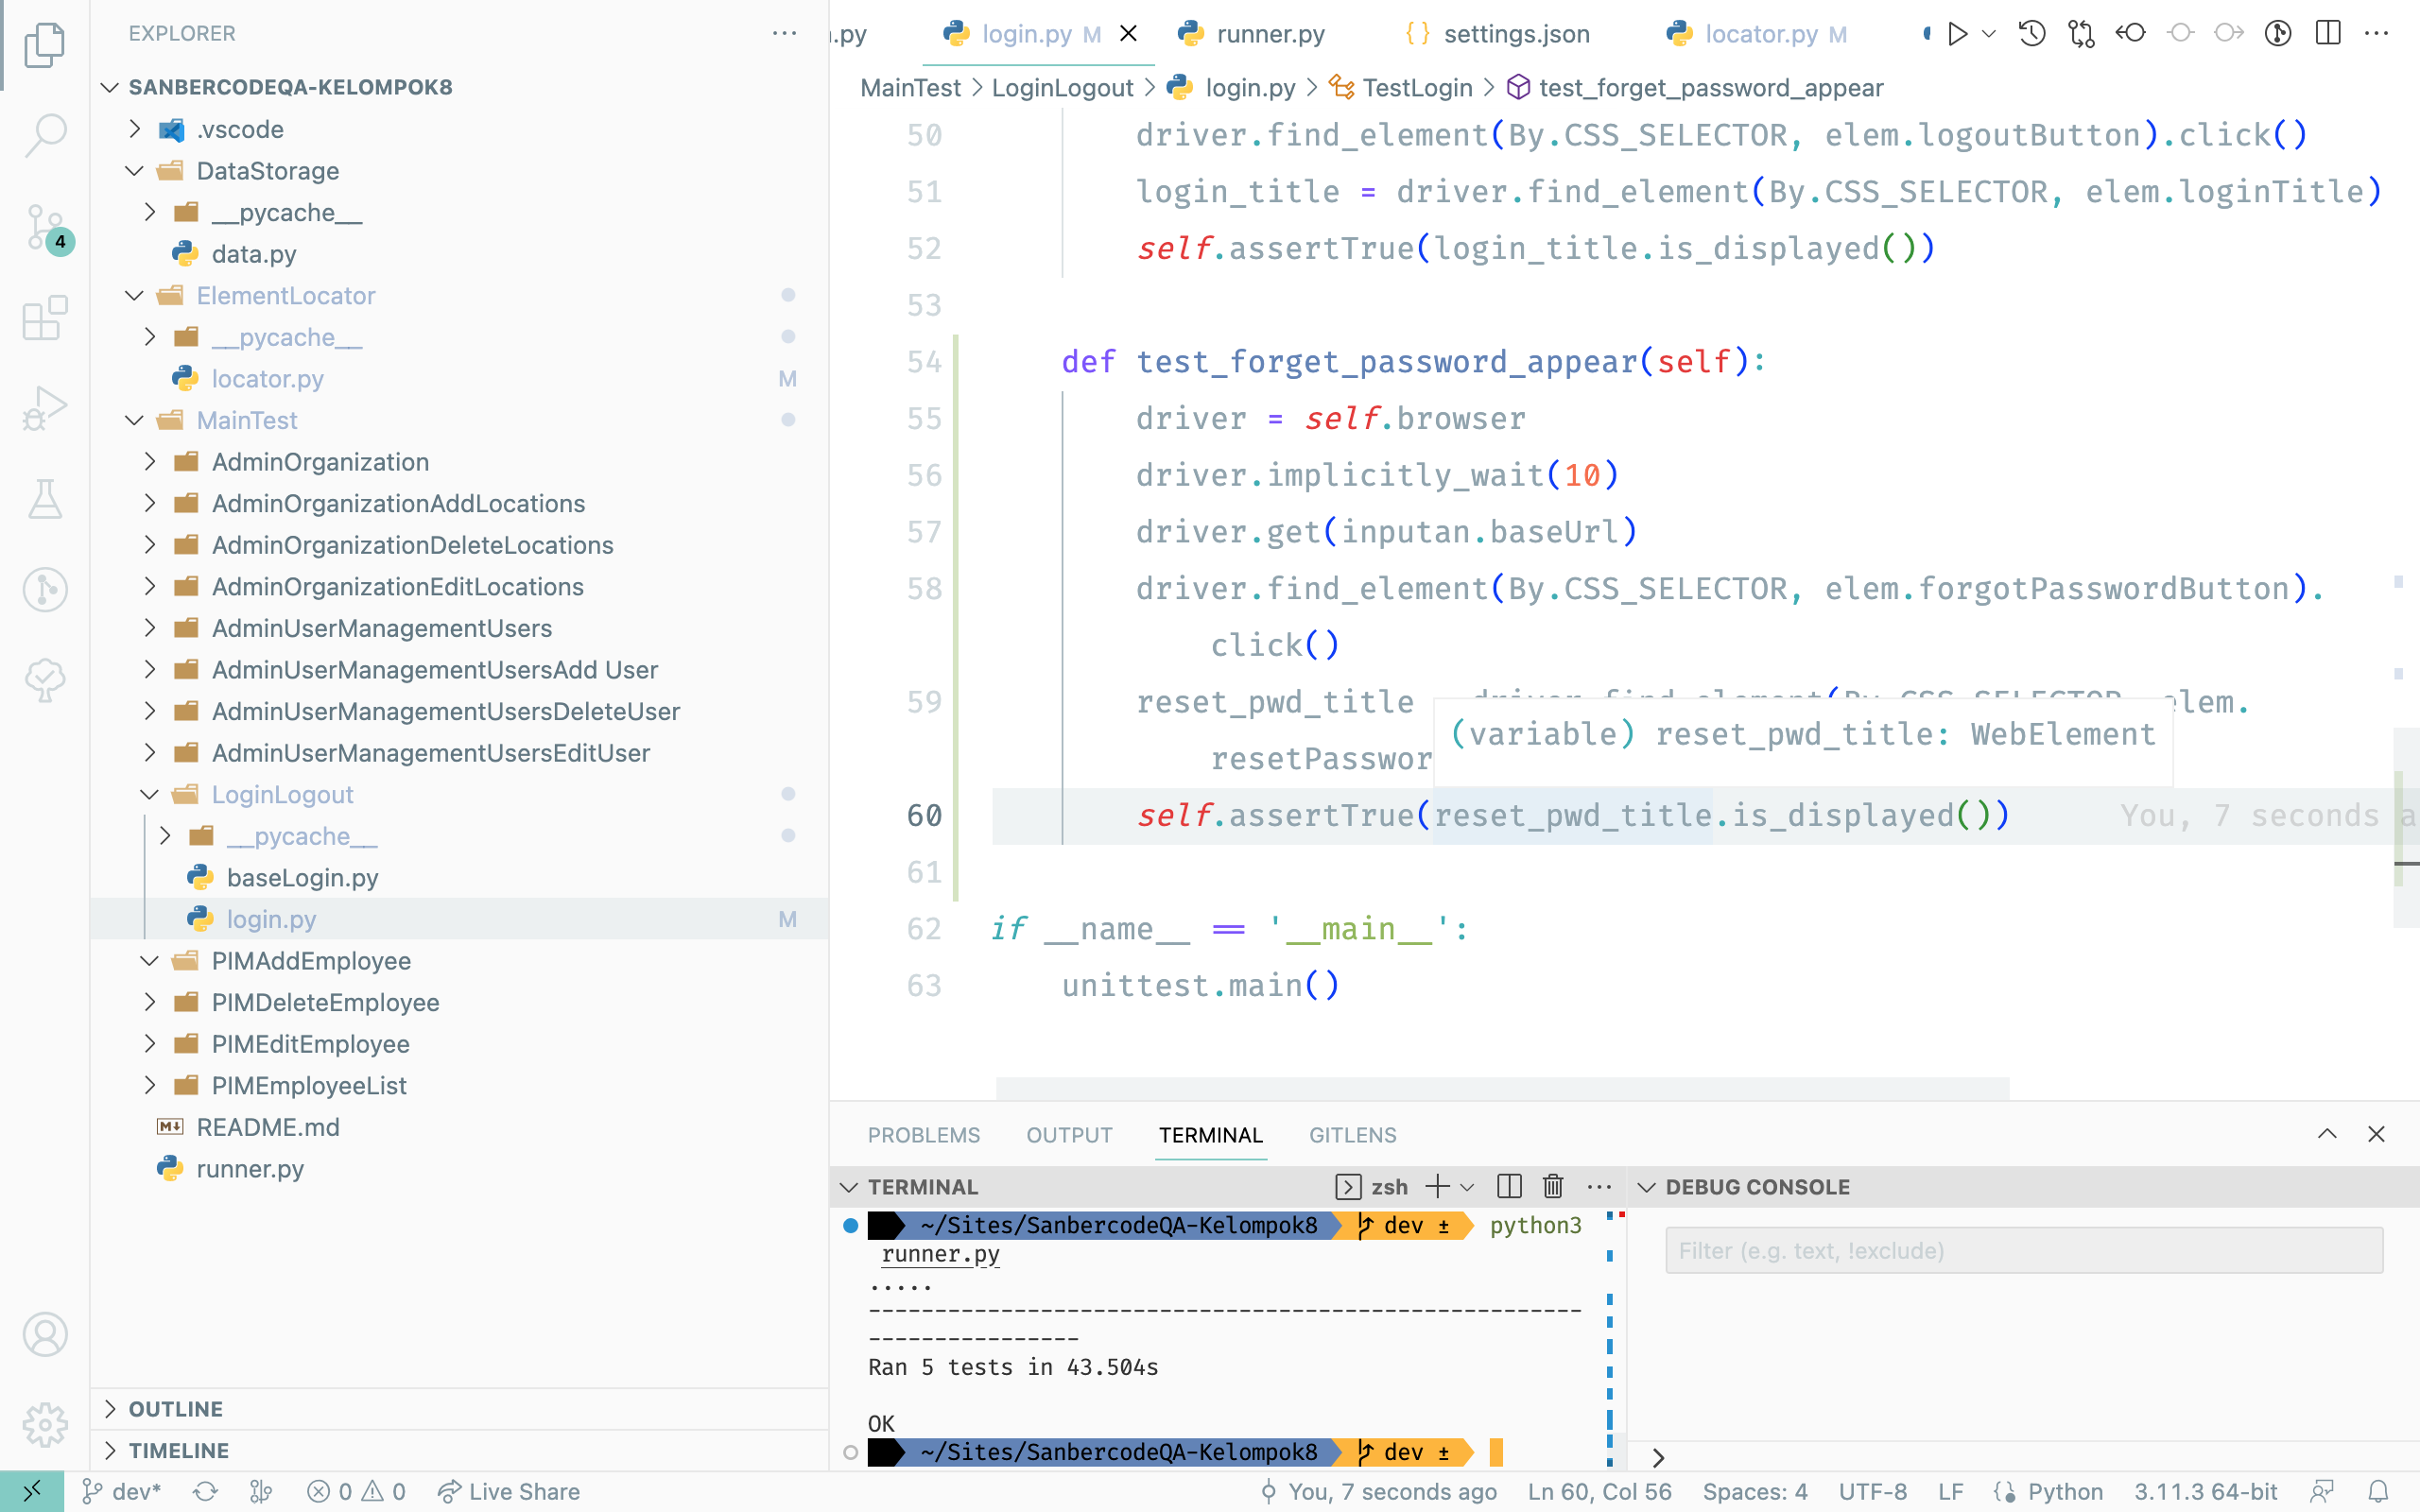 EXPLORER
SANBERCODEQA-KELOMPOK8
.vscode
DataStorage
__pycache__
data.py
ElementLocator
__pycache__
locator.py M
MainTest
AdminOrganization
AdminOrganizationAddLocations
AdminOrganizationDeleteLocations
AdminOrganizationEditLocations
AdminUserManagementUsers
AdminUserManagementUsersAdd User
AdminUserManagementUsersDeleteUser
AdminUserManagementUsersEditUser
LoginLogout
__pycache__
baseLogin.py
login.py M
PIMAddEmployee
PIMDeleteEmployee
PIMEditEmployee
PIMEmployeeList
README.md
runner.py
OUTLINE
TIMELINE
4
.py login.py M runner.py {} settings.json locator.py M
MainTest > LoginLogout > login.py > TestLogin > test_forget_password_appear
50 driver.find_element(By.CSS_SELECTOR, elem.logoutButton).click()
51 login_title = driver.find_element(By.CSS_SELECTOR, elem.loginTitle)
52 self.assertTrue(login_title.is_displayed())
53
54 def test_forget_password_appear(self):
55 driver = self.browser
56 driver.implicitly_wait(10)
57 driver.get(inputan.baseUrl)
58 driver.find_element(By.CSS_SELECTOR, elem.forgotPasswordButton).
click()
59 reset_pwd_title driver.find_element(By.CSS_SELECTOR, elem.
(variable) reset_pwd_title: WebElement
resetPasswor
60 self.assertTrue(reset_pwd_title.is_displayed()) You, 7 seconds a
61
62 if __name__ == '__main__':
63 unittest.main()
PROBLEMS OUTPUT TERMINAL GITLENS
TERMINAL zsh
~/Sites/SanbercodeQA-Kelompok8 dev ± python3
runner.py
.....
------------------------------------------------------
----------------
Ran 5 tests in 43.504s
OK
~/Sites/SanbercodeQA-Kelompok8 dev ±
DEBUG CONSOLE
Filter (e.g. text, !exclude)
dev* 0 0 Live Share You, 7 seconds ago Ln 60, Col 56 Spaces: 4 UTF-8 LF Python 3.11.3 64-bit